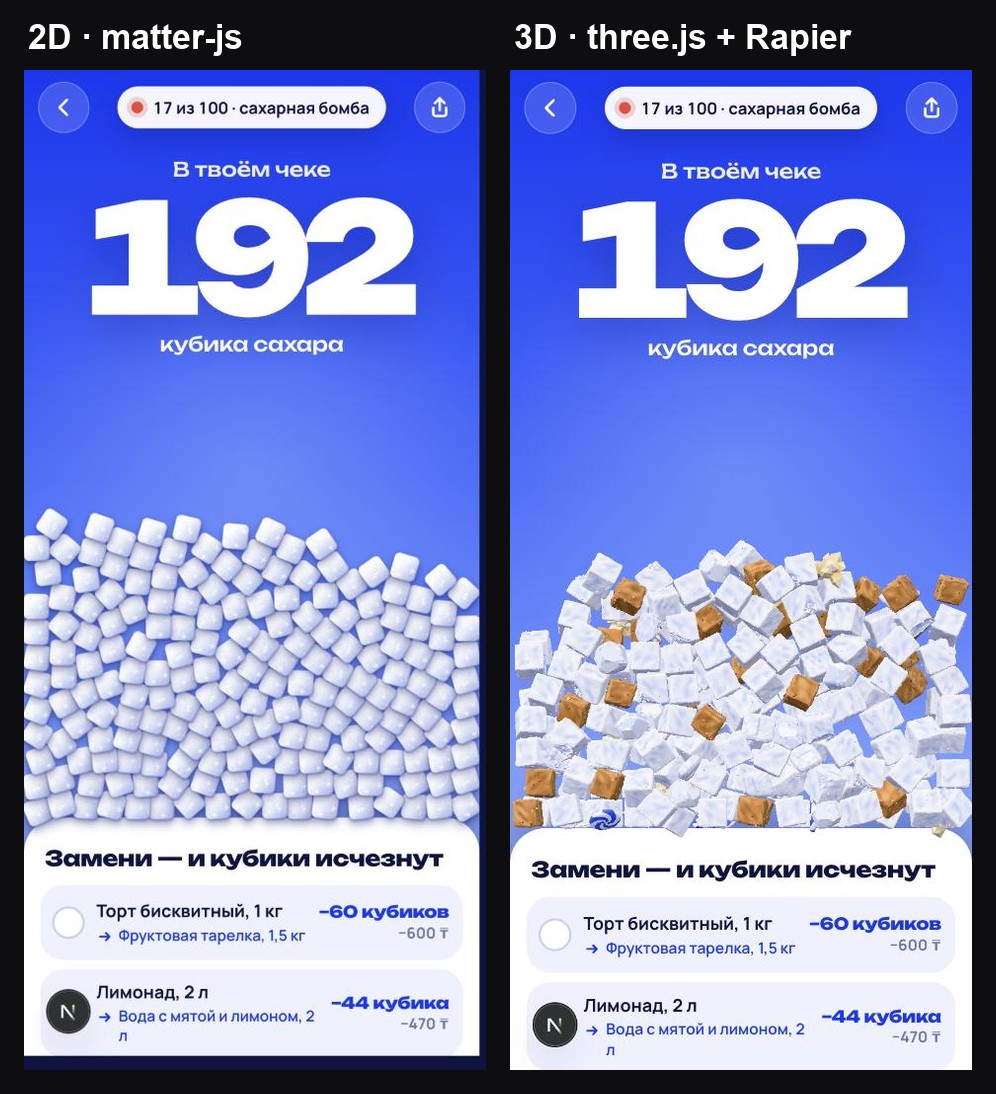 2D · matter-js
17 из 100 · сахарная бомба
В твоём чеке
192
кубика сахара
Замени — и кубики исчезнут
Торт бисквитный, 1 кг
−60 кубиков
→ Фруктовая тарелка, 1,5 кг
−600 ₸
N
Лимонад, 2 л
−44 кубика
→ Вода с мятой и лимоном, 2
л
−470 ₸
3D · three.js + Rapier
17 из 100 · сахарная бомба
В твоём чеке
192
кубика сахара
Замени — и кубики исчезнут
Торт бисквитный, 1 кг
−60 кубиков
→ Фруктовая тарелка, 1,5 кг
−600 ₸
N
Лимонад, 2 л
−44 кубика
→ Вода с мятой и лимоном, 2
л
−470 ₸